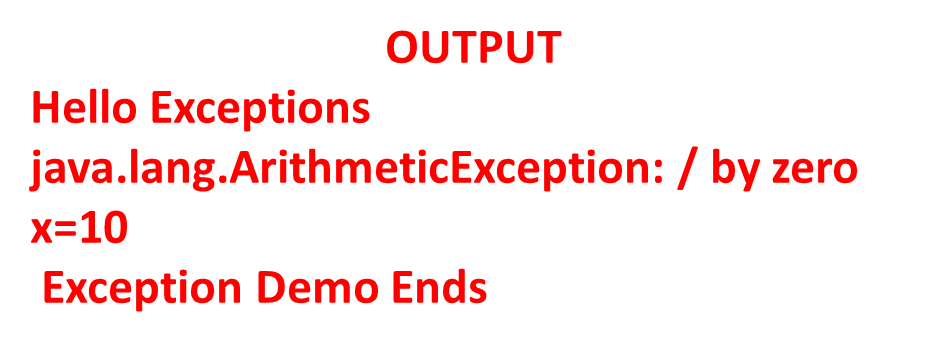 OUTPUT
Hello Exceptions
java.lang.ArithmeticException: / by zero
x=10
Exception Demo Ends